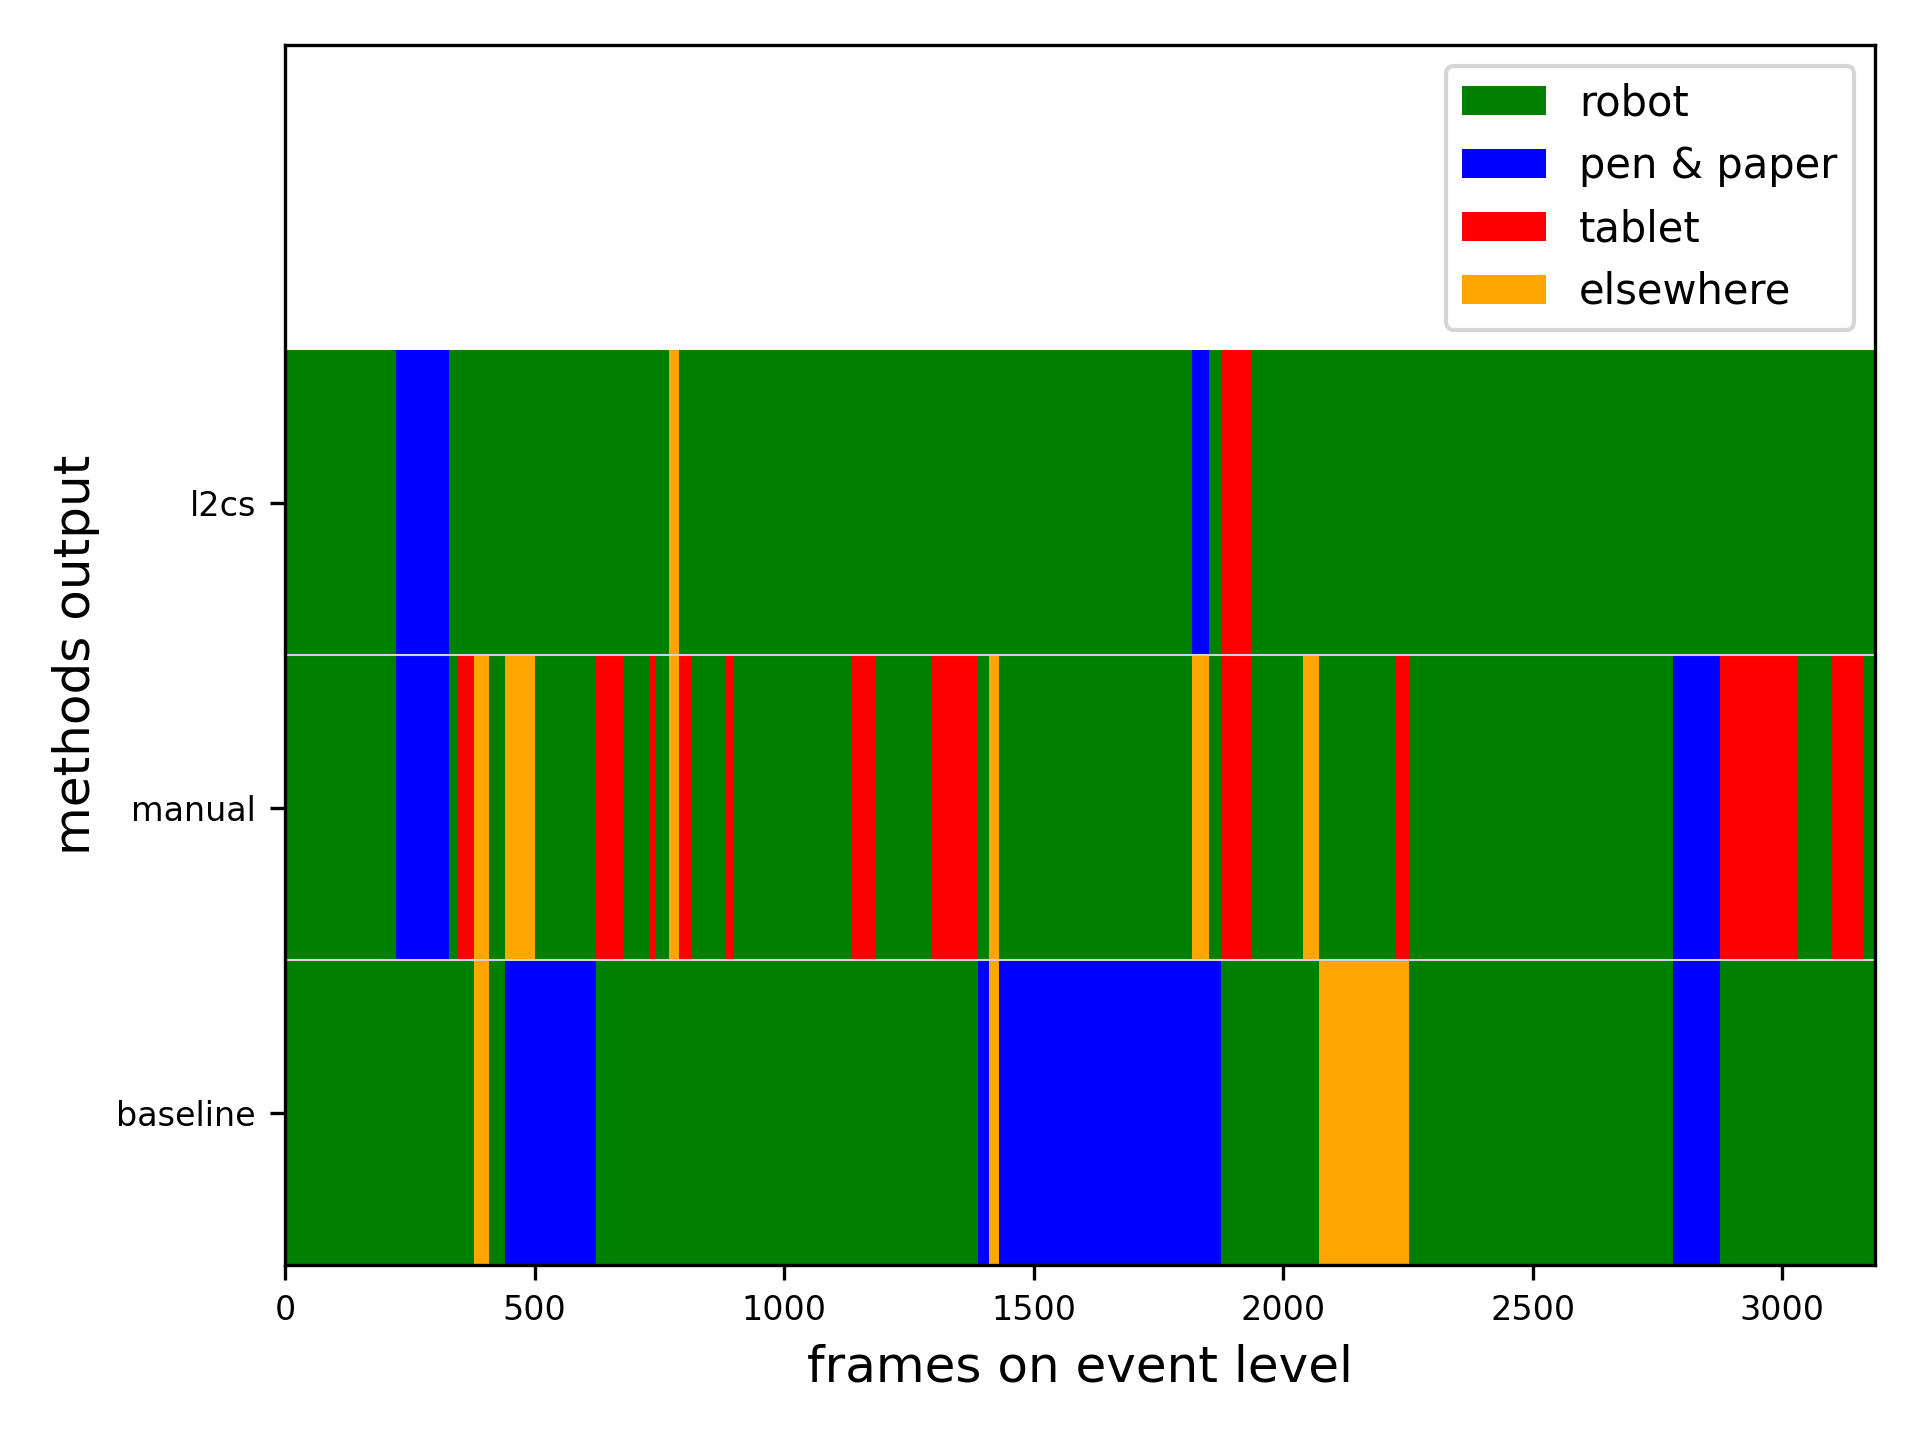 robot
pen & paper
tablet
elsewhere
methods output
l2cs
manual
baseline
0 500 1000 1500 2000 2500 3000
frames on event level